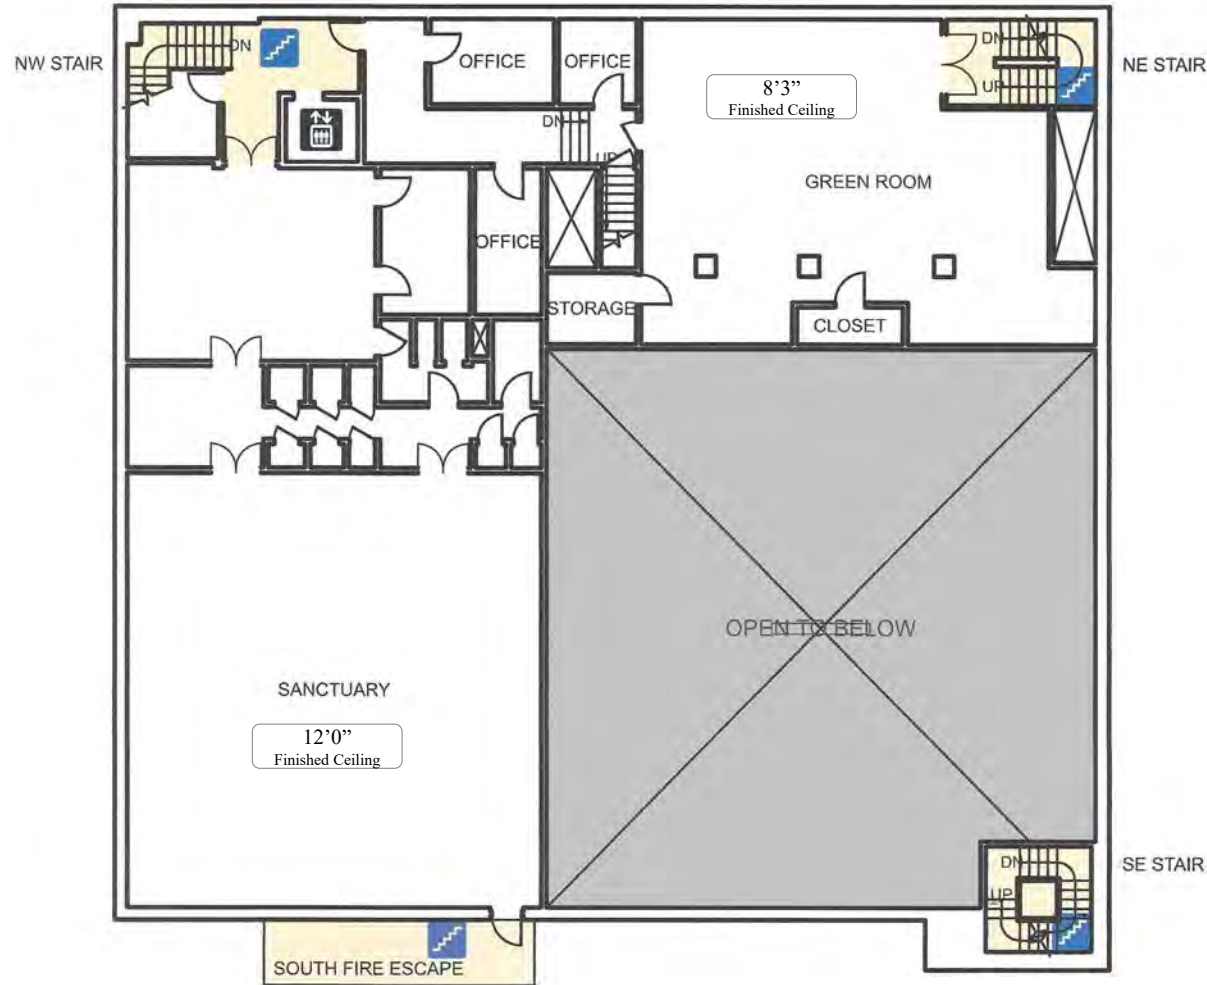 NW STAIR
DN
OFFICE
OFFICE
8’3”
Finished Ceiling
DN
UP
NE STAIR
DN
UP
GREEN ROOM
OFFICE
STORAGE
CLOSET
OPEN TO BELOW
SANCTUARY
12’0”
Finished Ceiling
DN
UP
SE STAIR
SOUTH FIRE ESCAPE